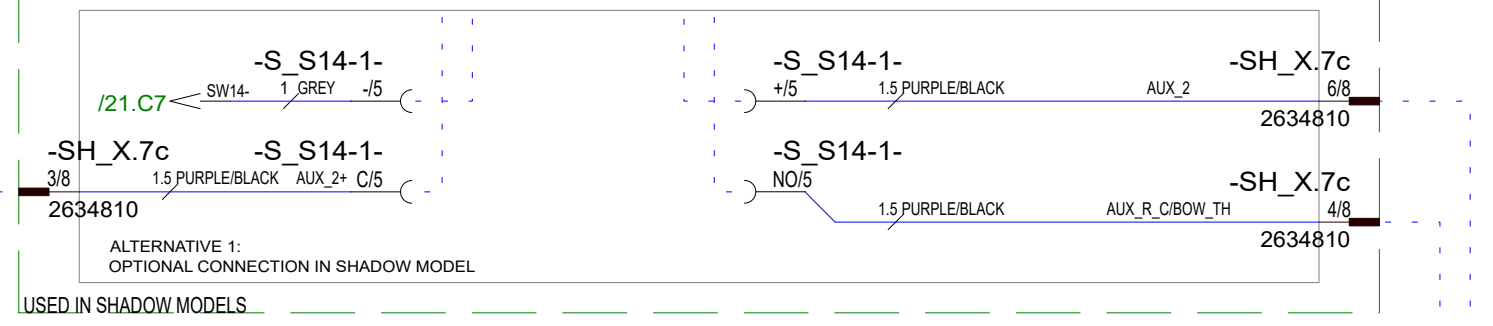 -S_S14-1-
-S_S14-1-
-SH_X.7c
/21.C7
SW14-
1 GREY
-/5
+/5
1.5 PURPLE/BLACK
AUX_2
6/8
2634810
-SH_X.7c
-S_S14-1-
-S_S14-1-
3/8
1.5 PURPLE/BLACK
AUX_2+
C/5
NO/5
-SH_X.7c
2634810
1.5 PURPLE/BLACK
AUX_R_C/BOW_TH
4/8
2634810
ALTERNATIVE 1:
OPTIONAL CONNECTION IN SHADOW MODEL
USED IN SHADOW MODELS